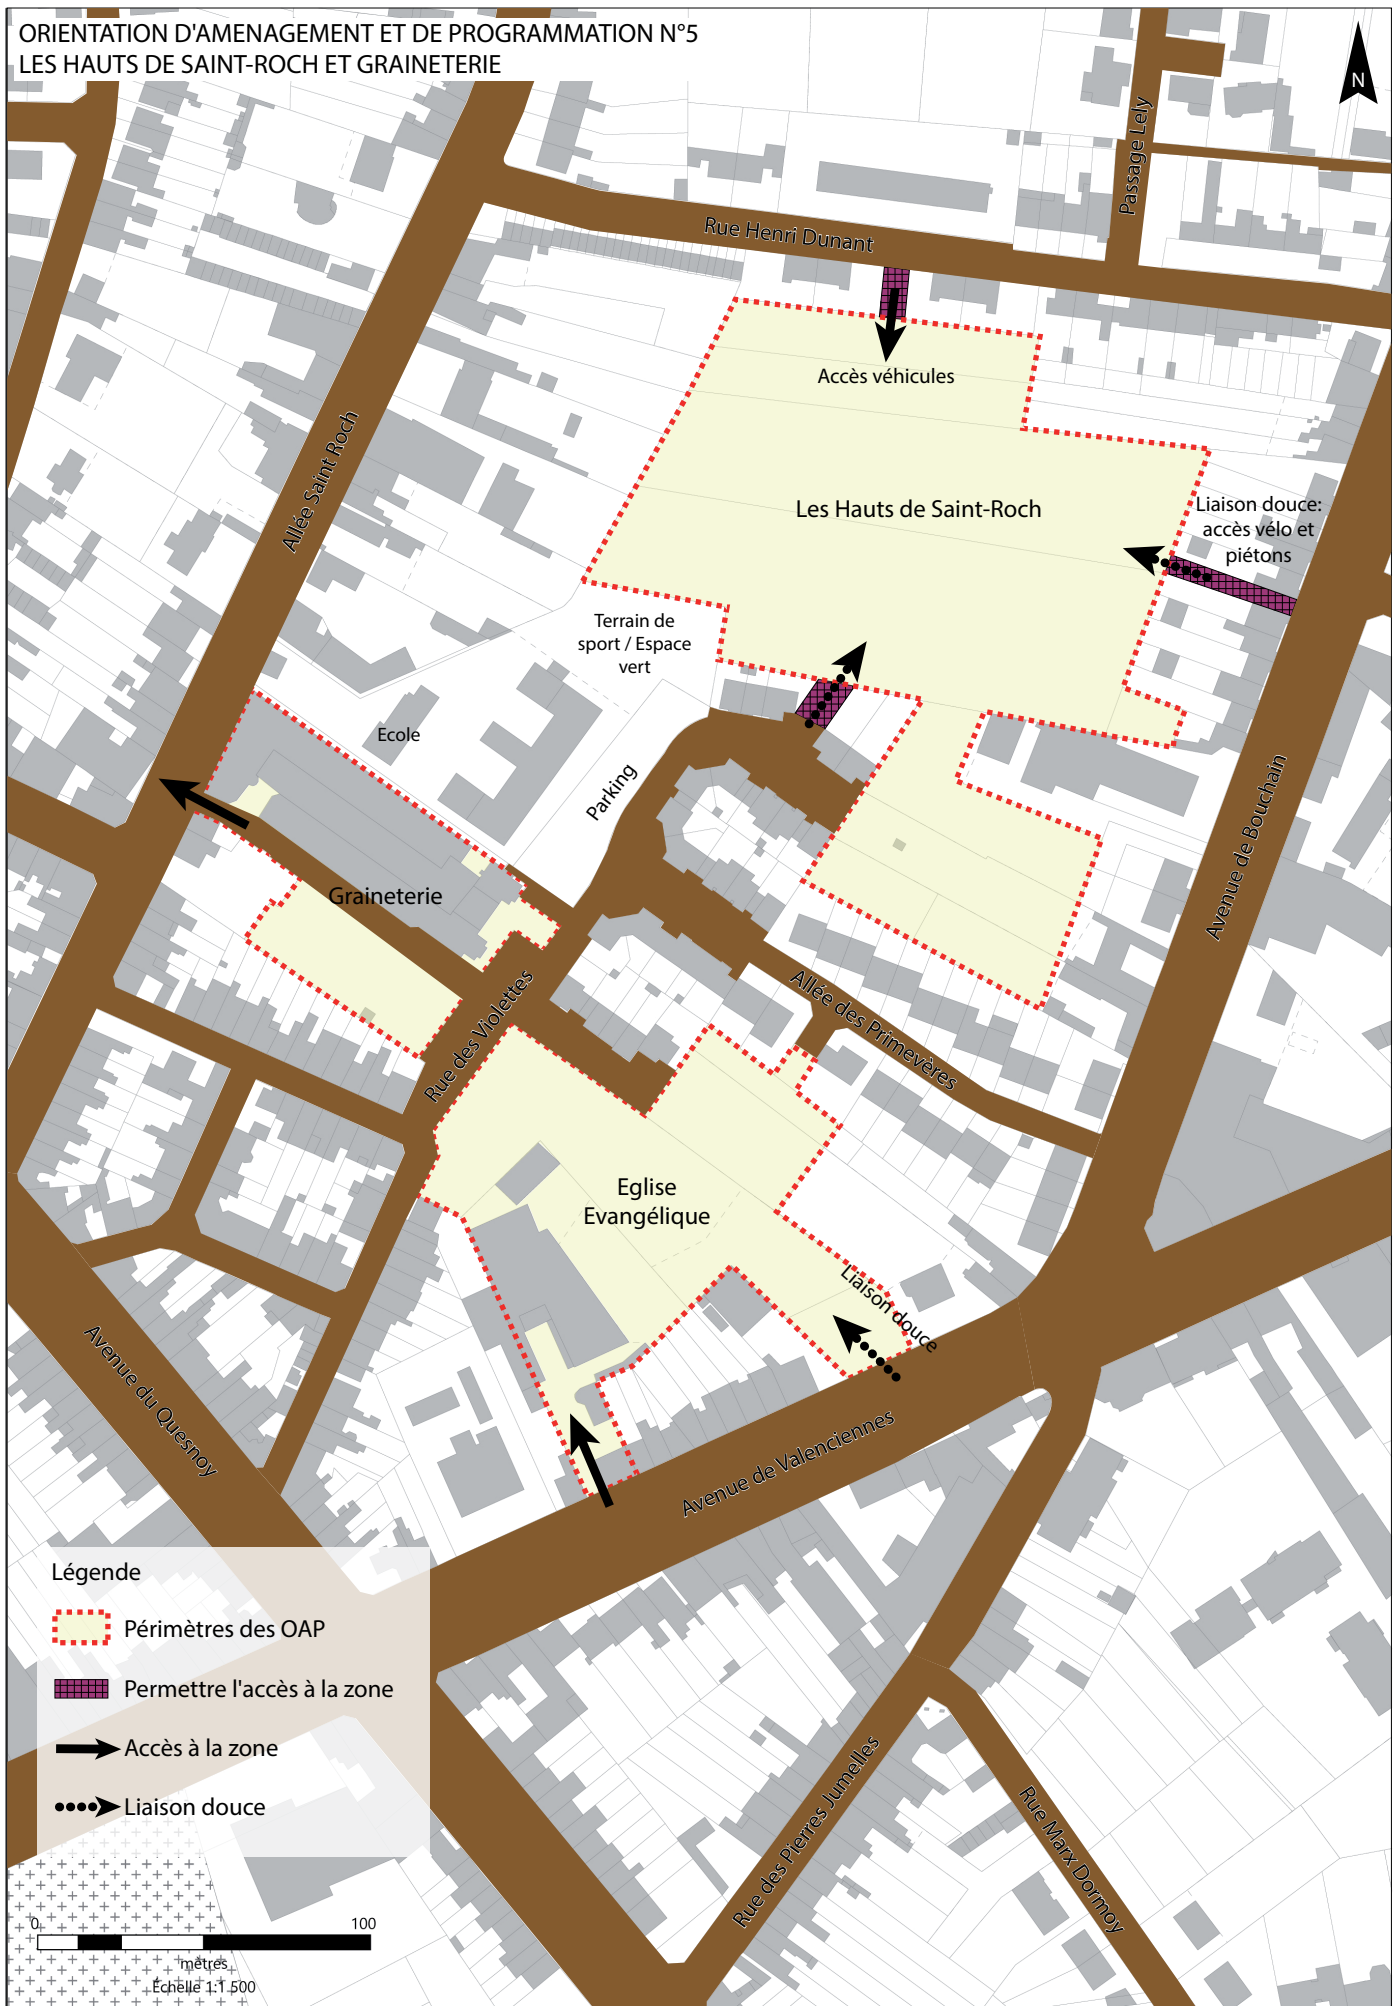 ORIENTATION D'AMENAGEMENT ET DE PROGRAMMATION N°5
LES HAUTS DE SAINT-ROCH ET GRAINETERIE
N
Passage Lely
Rue Henri Dunant
Accès véhicules
Allée Saint Roch
Les Hauts de Saint-Roch
Liaison douce:
accès vélo et
piétons
Terrain de
sport / Espace
vert
Ecole
Parking
Avenue de Bouchain
Graineterie
Rue des Violettes
Allée des Primevères
Eglise
Evangélique
Liaison douce
Avenue du Quesnoy
Avenue de Valenciennes
Légende
Périmètres des OAP
Permettre l'accès à la zone
Accès à la zone
Liaison douce
Rue des Pierres Jumelles
Rue Marx Dormoy
0 100
mètres
Échelle 1:1 500